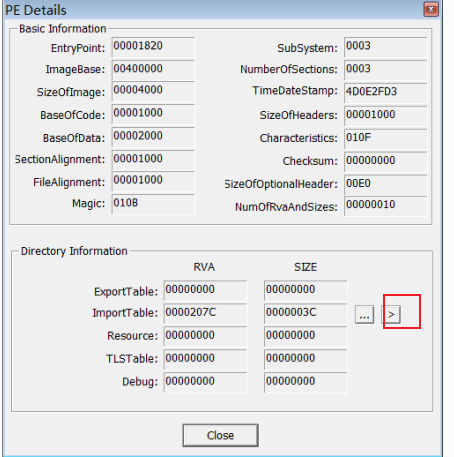 PE Details
Basic Information
EntryPoint: 00001820 SubSystem: 0003
ImageBase: 00400000 NumberOfSections: 0003
SizeOfImage: 00004000 TimeDateStamp: 4D0E2FD3
BaseOfCode: 00001000 SizeOfHeaders: 00001000
BaseOfData: 00002000 Characteristics: 010F
SectionAlignment: 00001000 Checksum: 00000000
FileAlignment: 00001000 SizeOfOptionalHeader: 00E0
Magic: 010B NumOfRvaAndSizes: 00000010
Directory Information
RVA SIZE
ExportTable: 00000000 00000000
ImportTable: 0000207C 0000003C ... >
Resource: 00000000 00000000
TLSTable: 00000000 00000000
Debug: 00000000 00000000
Close